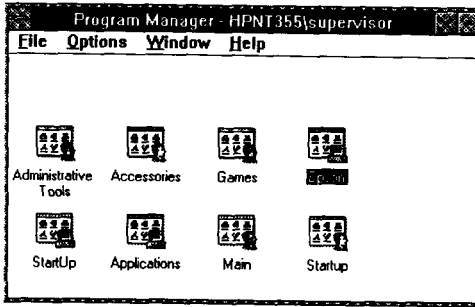 Program Manager - HPNT355\supervisor
File Options Window Help
Administrative Tools
Accessories
Games
StartUp
Applications
Main
Startup